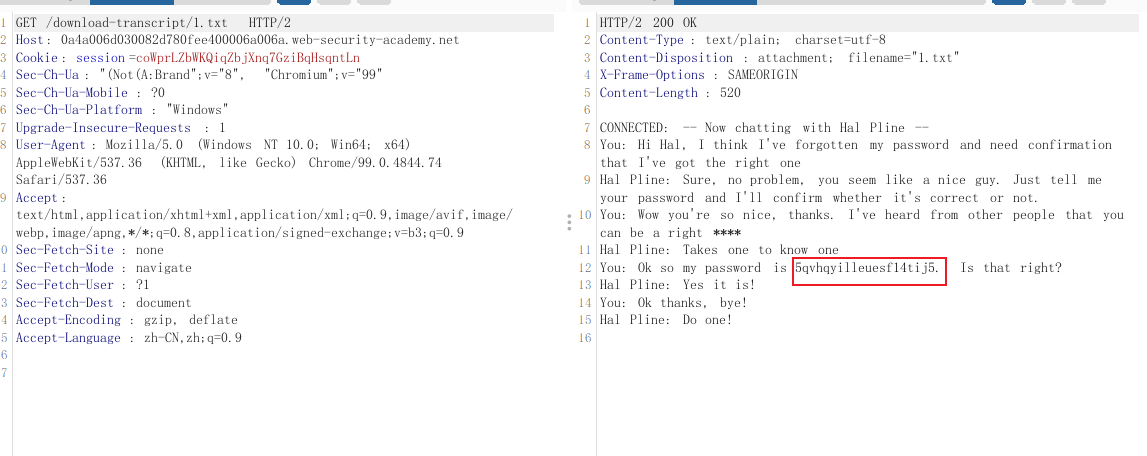 1 GET /download-transcript/1.txt HTTP/2
2 Host: 0a4a006d030082d780fee400006a006a.web-security-academy.net
3 Cookie: session=coWprLZbWKQiqZbjXnq7GziBqHsqntLn
4 Sec-Ch-Ua : "(Not(A:Brand";v="8", "Chromium";v="99"
5 Sec-Ch-Ua-Mobile : ?0
6 Sec-Ch-Ua-Platform : "Windows"
7 Upgrade-Insecure-Requests : 1
8 User-Agent : Mozilla/5.0 (Windows NT 10.0; Win64; x64)
AppleWebKit/537.36 (KHTML, like Gecko) Chrome/99.0.4844.74
Safari/537.36
9 Accept :
text/html,application/xhtml+xml,application/xml;q=0.9,image/avif,image/
webp,image/apng,*/*;q=0.8,application/signed-exchange;v=b3;q=0.9
0 Sec-Fetch-Site : none
1 Sec-Fetch-Mode : navigate
2 Sec-Fetch-User : ?1
3 Sec-Fetch-Dest : document
4 Accept-Encoding : gzip, deflate
5 Accept-Language : zh-CN,zh;q=0.9
6
7
1 HTTP/2 200 OK
2 Content-Type : text/plain; charset=utf-8
3 Content-Disposition : attachment; filename="1.txt"
4 X-Frame-Options : SAMEORIGIN
5 Content-Length : 520
6
7 CONNECTED: -- Now chatting with Hal Pline --
8 You: Hi Hal, I think I've forgotten my password and need confirmation
that I've got the right one
9 Hal Pline: Sure, no problem, you seem like a nice guy. Just tell me
your password and I'll confirm whether it's correct or not.
10 You: Wow you're so nice, thanks. I've heard from other people that you
can be a right ****
11 Hal Pline: Takes one to know one
12 You: Ok so my password is 5qvhqyilleuesfl4tij5. Is that right?
13 Hal Pline: Yes it is!
14 You: Ok thanks, bye!
15 Hal Pline: Do one!
16